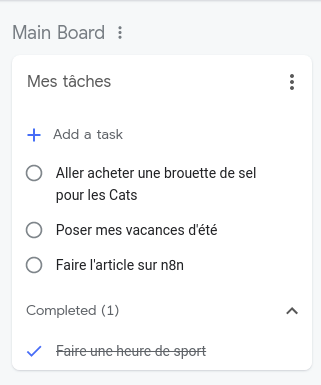 Main Board
Mes tâches
Add a task
Aller acheter une brouette de sel
pour les Cats
Poser mes vacances d'été
Faire l'article sur n8n
Completed (1)
Faire une heure de sport